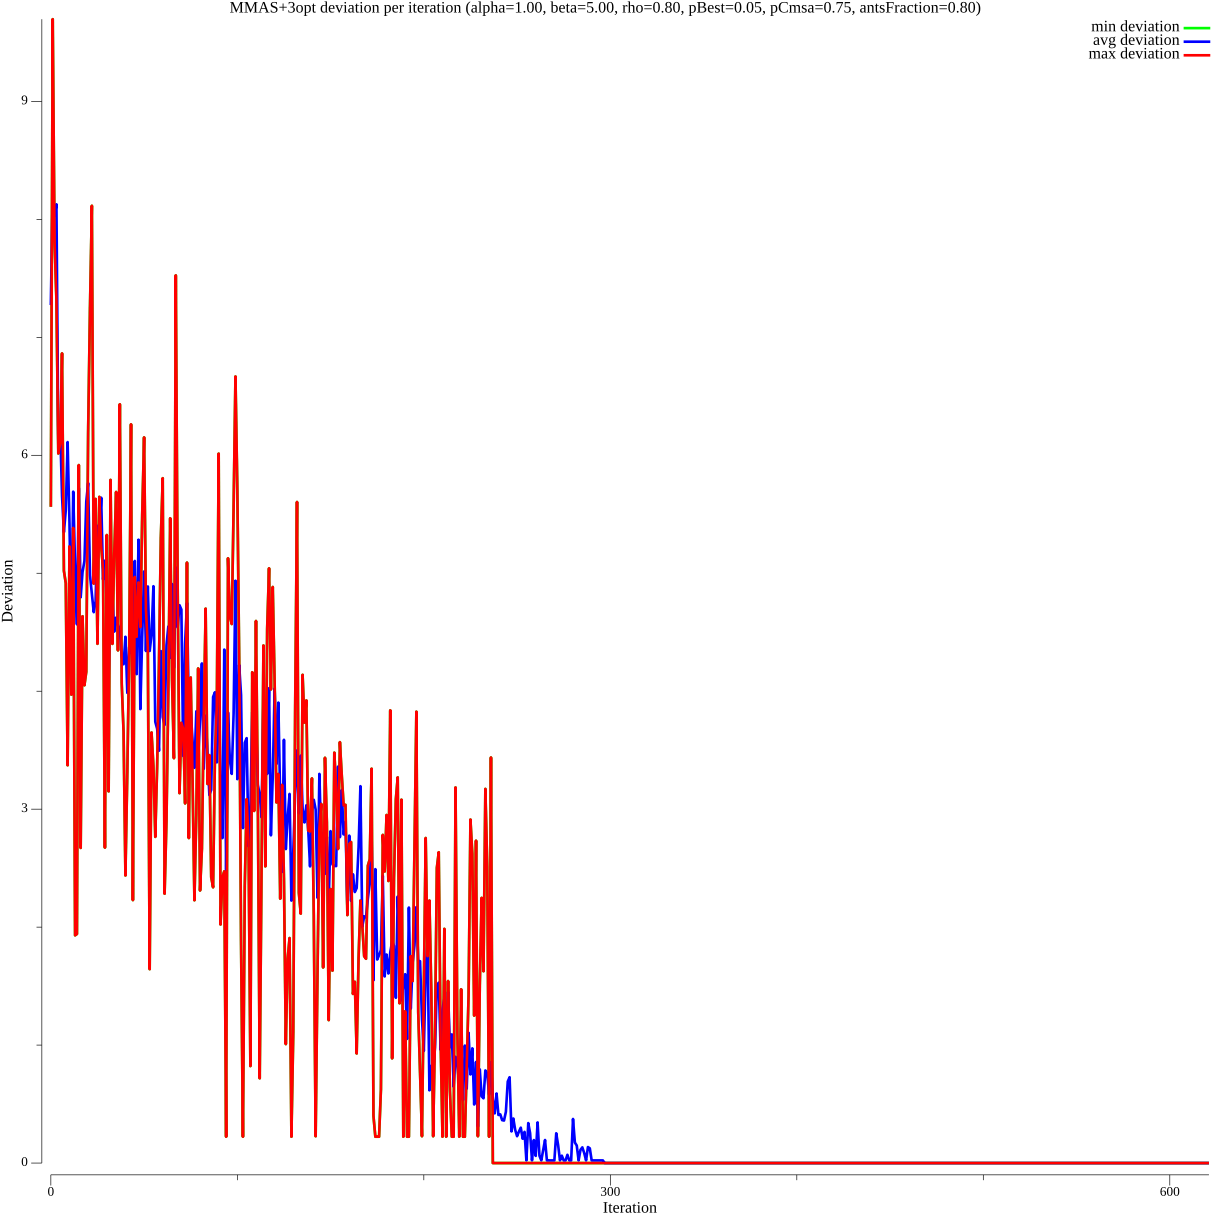 MMAS+3opt deviation per iteration (alpha=1.00, beta=5.00, rho=0.80, pBest=0.05, pCmsa=0.75, antsFraction=0.80)
min deviation
avg deviation
max deviation
9
6
3
0
Deviation
0
300
600
Iteration